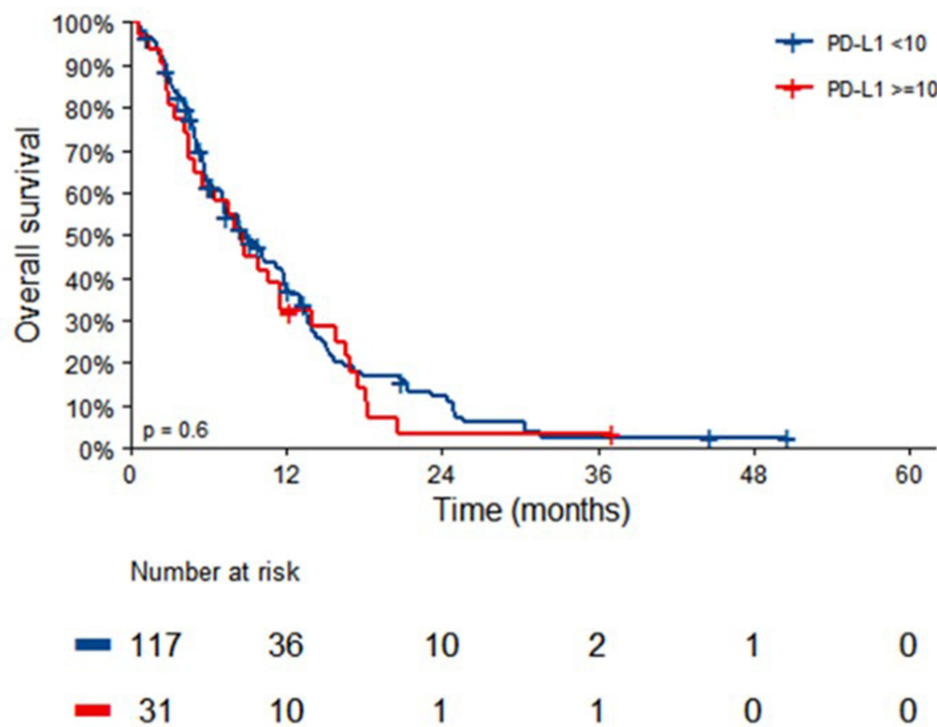 100%
90%
80%
70%
60%
50%
40%
30%
20%
10%
0%
Overall survival
PD-L1 <10
PD-L1 >=10
p = 0.6
0 12 24 36 48 60
Time (months)
Number at risk
117 36 10 2 1 0
31 10 1 1 0 0